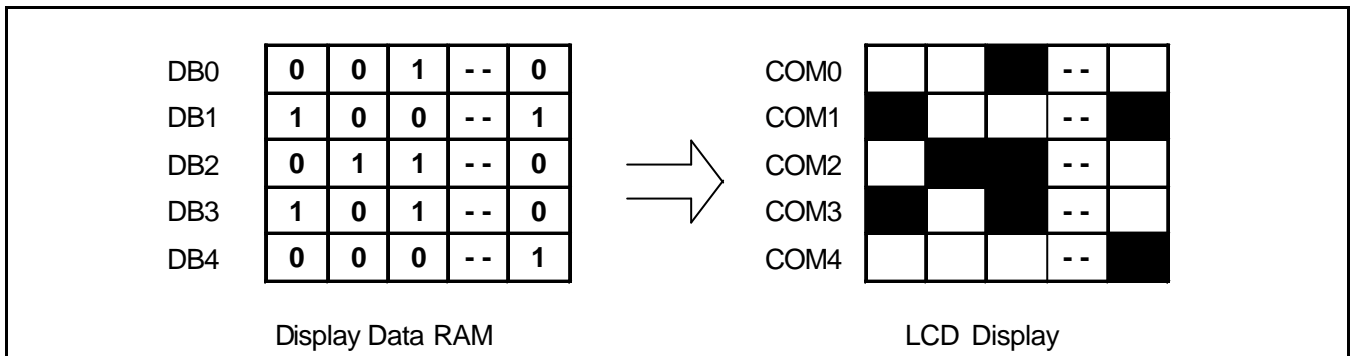 DB0 0 0 1 -- 0 COM0 --
DB1 1 0 0 -- 1 COM1 --
DB2 0 1 1 -- 0 COM2 --
DB3 1 0 1 -- 0 COM3 --
DB4 0 0 0 -- 1 COM4 --
Display Data RAM LCD Display